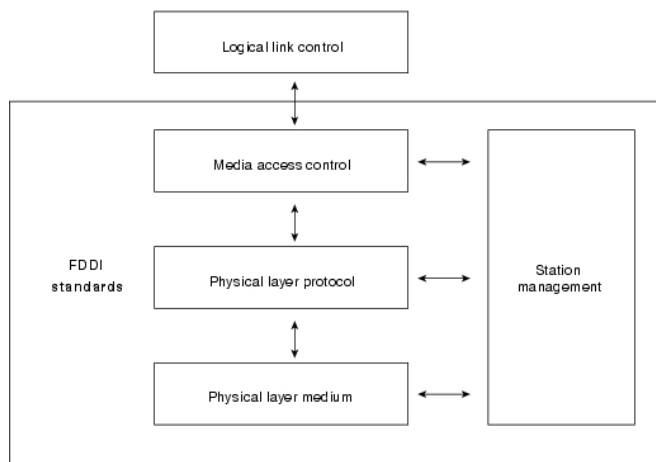 Logical link control
Media access control
FDDI
standards
Physical layer protocol
Station
management
Physical layer medium